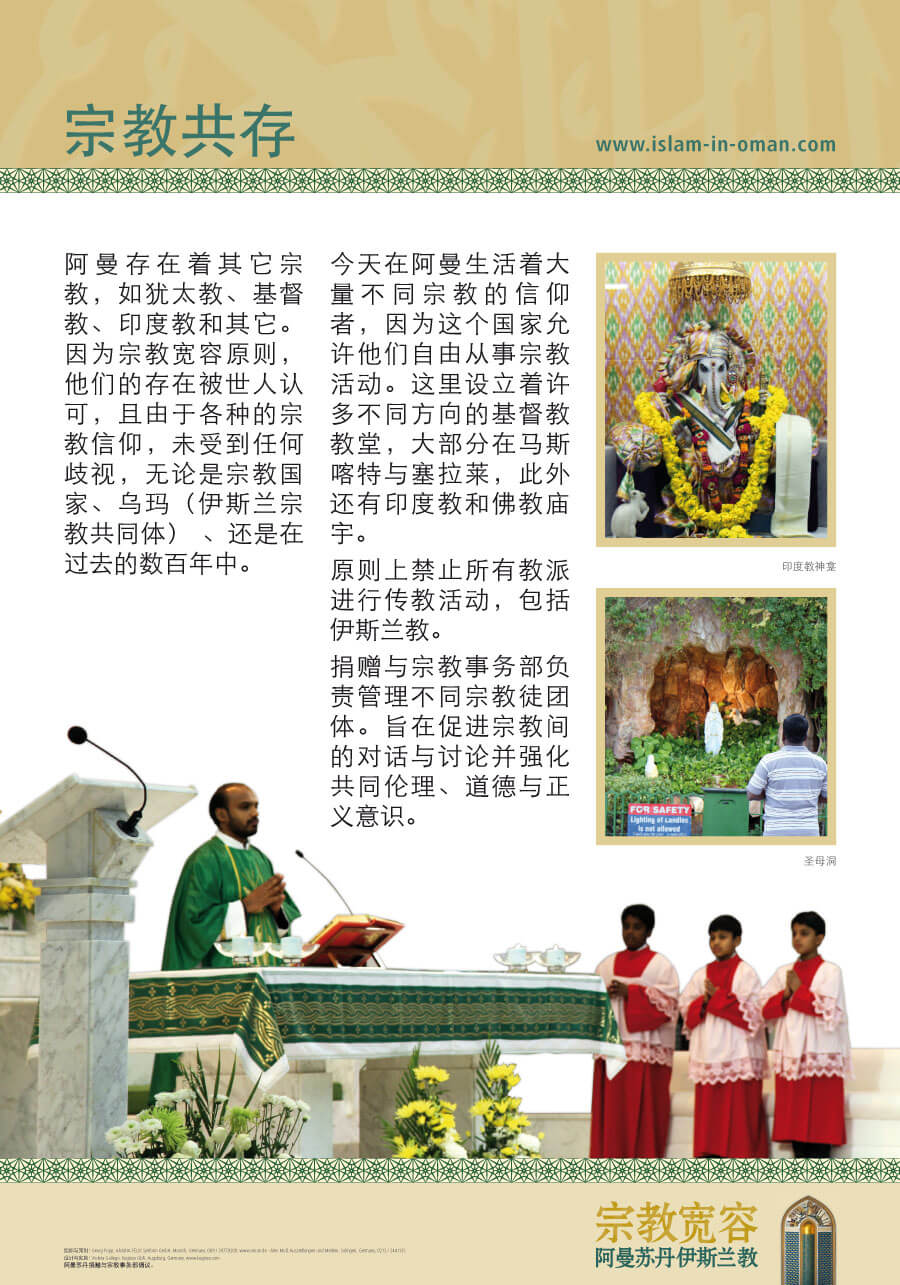 宗教共存
www.islam-in-oman.com
阿曼存在着其它宗
教，如犹太教、基督
教、印度教和其它。
因为宗教宽容原则，
他们的存在被世人认
可，且由于各种的宗
教信仰，未受到任何
歧视，无论是宗教国
家、乌玛（伊斯兰宗
教共同体）、还是在
过去的数百年中。
今天在阿曼生活着大
量不同宗教的信仰
者，因为这个国家允
许他们自由从事宗教
活动。这里设立着许
多不同方向的基督教
教堂，大部分在马斯
喀特与塞拉莱，此外
还有印度教和佛教庙
宇。
原则上禁止所有教派
进行传教活动，包括
伊斯兰教。
捐赠与宗教事务部负
责管理不同宗教徒团
体。旨在促进宗教间
的对话与讨论并强化
共同伦理、道德与正
义意识。
印度教神龛
FOR SAFETY
Lighting of candles
is not allowed
圣母洞
宗教宽容
阿曼苏丹伊斯兰教
阿曼苏丹捐赠与宗教事务部倡议。